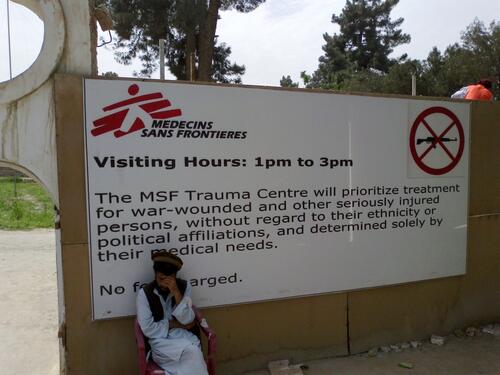 MEDECINS
SANS FRONTIERES
Visiting Hours: 1pm to 3pm
The MSF Trauma Centre will prioritize treatment
for war-wounded and other seriously injured
persons, without regard to their ethnicity or
political affiliations, and determined solely by
their medical needs.
No